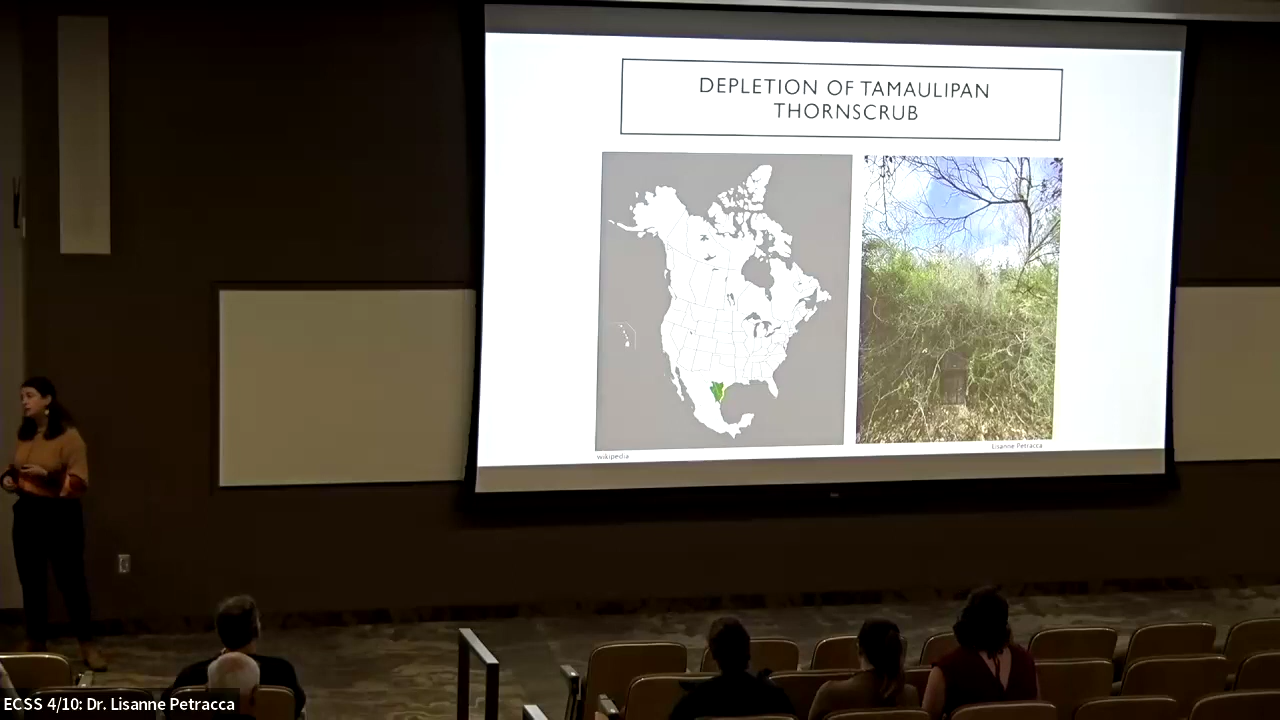 DEPLETION OF TAMAULIPAN
THORNSCRUB
wikipedia
Lisanne Petracca
ECSS 4/10: Dr. Lisanne Petracca